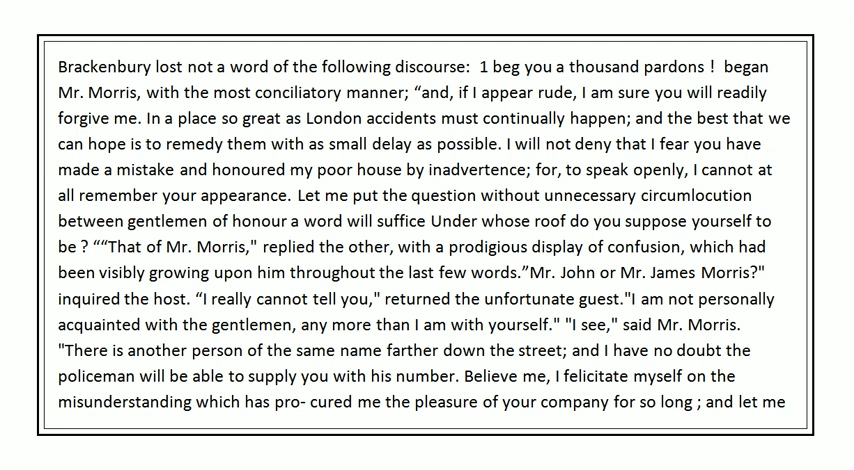 Brackenbury lost not a word of the following discourse:  1 beg you a thousand pardons !  began
Mr. Morris, with the most conciliatory manner; “and, if I appear rude, I am sure you will readily
forgive me. In a place so great as London accidents must continually happen; and the best that we
can hope is to remedy them with as small delay as possible. I will not deny that I fear you have
made a mistake and honoured my poor house by inadvertence; for, to speak openly, I cannot at
all remember your appearance. Let me put the question without unnecessary circumlocution
between gentlemen of honour a word will suffice Under whose roof do you suppose yourself to
be ? ““That of Mr. Morris," replied the other, with a prodigious display of confusion, which had
been visibly growing upon him throughout the last few words.”Mr. John or Mr. James Morris?"
inquired the host. “I really cannot tell you," returned the unfortunate guest."I am not personally
acquainted with the gentlemen, any more than I am with yourself." "I see," said Mr. Morris.
"There is another person of the same name farther down the street; and I have no doubt the
policeman will be able to supply you with his number. Believe me, I felicitate myself on the
misunderstanding which has pro- cured me the pleasure of your company for so long ; and let me